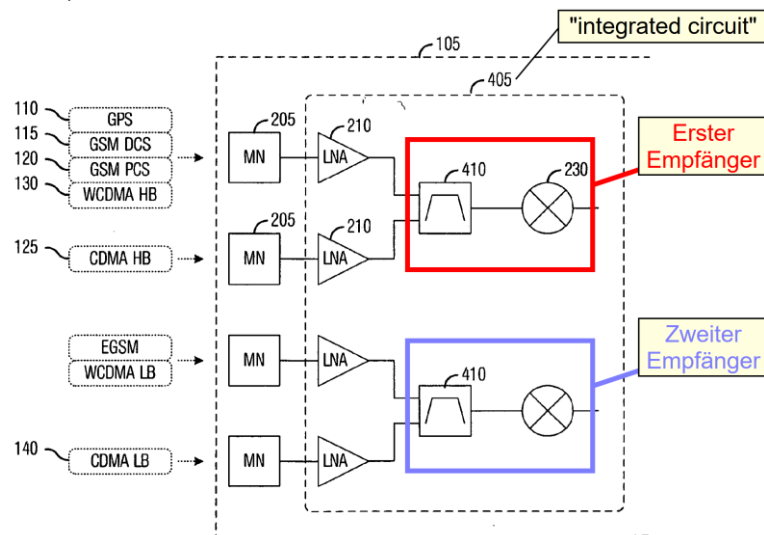 "integrated circuit"
105
405
110
GPS
115
GSM DCS
120
GSM PCS
130
WCDMA HB
205
MN
210
LNA
410
230
Erster
Empfänger
125
CDMA HB
205
MN
210
LNA
EGSM
WCDMA LB
MN
LNA
410
Zweiter
Empfänger
140
CDMA LB
MN
LNA